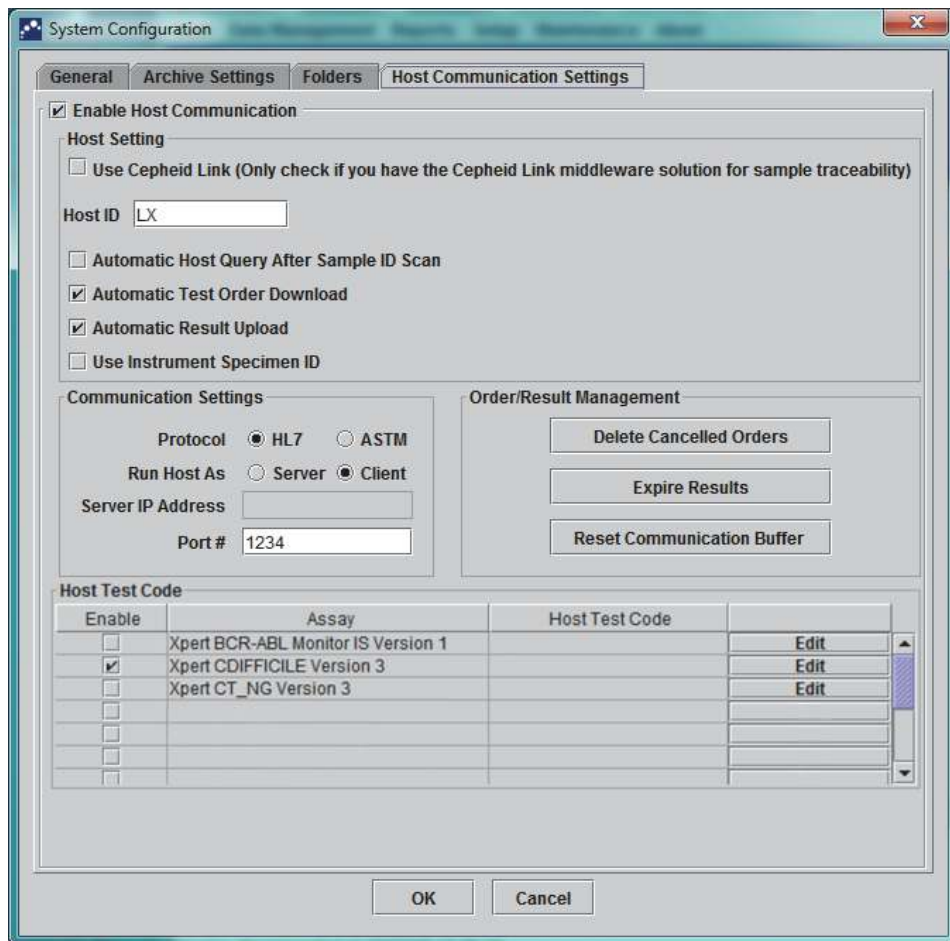 System Configuration
General Archive Settings Folders Host Communication Settings
Enable Host Communication
Host Setting
Use Cepheid Link (Only check if you have the Cepheid Link middleware solution for sample traceability)
Host ID LX
Automatic Host Query After Sample ID Scan
Automatic Test Order Download
Automatic Result Upload
Use Instrument Specimen ID
Communication Settings
Protocol HL7 ASTM
Run Host As Server Client
Server IP Address
Port # 1234
Order/Result Management
Delete Cancelled Orders
Expire Results
Reset Communication Buffer
Host Test Code
Enable Assay Host Test Code
Xpert BCR-ABL Monitor IS Version 1 Edit
Xpert CDIFFICILE Version 3 Edit
Xpert CT_NG Version 3 Edit
OK Cancel